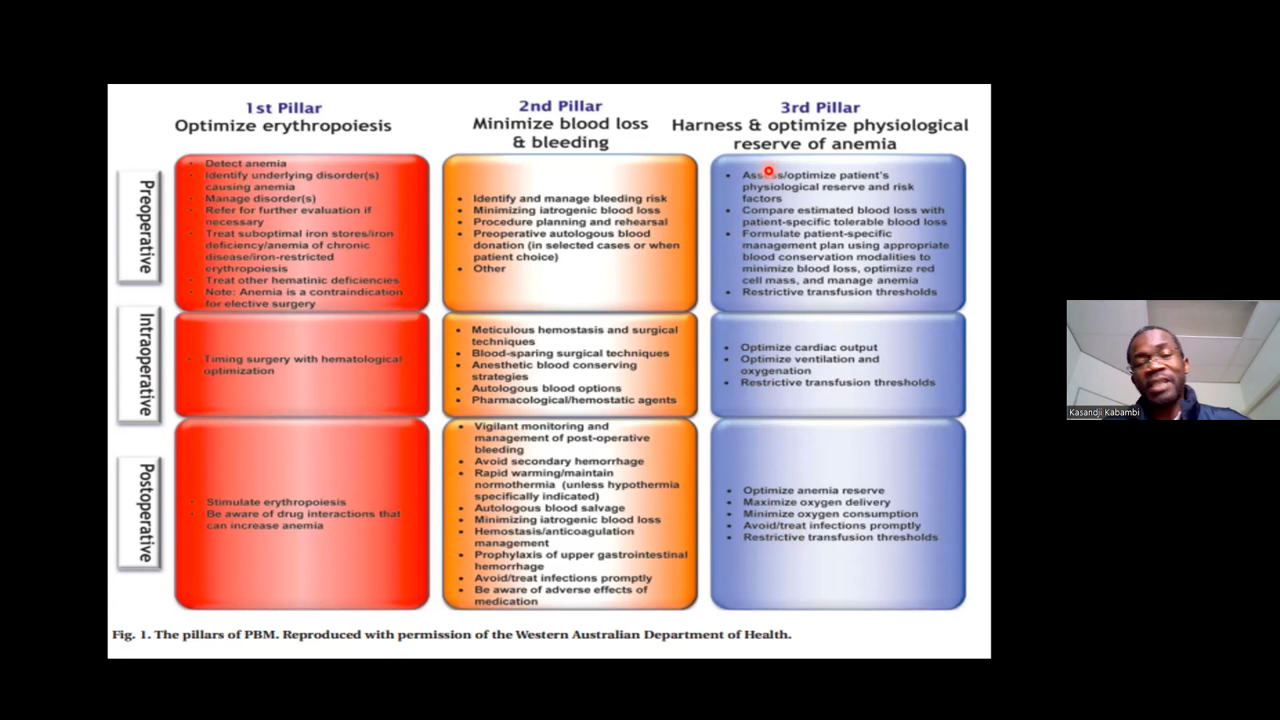 1st Pillar
Optimize erythropoiesis
2nd Pillar
Minimize blood loss
& bleeding
3rd Pillar
Harness & optimize physiological
reserve of anemia
Preoperative
• Detect anemia
• Identify underlying disorder(s)
causing anemia
• Manage disorder(s)
• Refer for further evaluation if
necessary
• Treat suboptimal iron stores/iron
deficiency/anemia of chronic
disease/iron-restricted
erythropoiesis
• Treat other hematinic deficiencies
• Note: Anemia is a contraindication
for elective surgery
• Identify and manage bleeding risk
• Minimizing iatrogenic blood loss
• Procedure planning and rehearsal
• Preoperative autologous blood
donation (in selected cases or when
patient choice)
• Other
• Assess/optimize patient's
physiological reserve and risk
factors
• Compare estimated blood loss with
patient-specific tolerable blood loss
• Formulate patient-specific
management plan using appropriate
blood conservation modalities to
minimize blood loss, optimize red
cell mass, and manage anemia
• Restrictive transfusion thresholds
Intraoperative
• Timing surgery with hematological
optimization
• Meticulous hemostasis and surgical
techniques
• Blood-sparing surgical techniques
• Anesthetic blood conserving
strategies
• Autologous blood options
• Pharmacological/hemostatic agents
• Optimize cardiac output
• Optimize ventilation and
oxygenation
• Restrictive transfusion thresholds
Postoperative
• Stimulate erythropoiesis
• Be aware of drug interactions that
can increase anemia
• Vigilant monitoring and
management of post-operative
bleeding
• Avoid secondary hemorrhage
• Rapid warming/maintain
normothermia (unless hypothermia
specifically indicated)
• Autologous blood salvage
• Minimizing iatrogenic blood loss
• Hemostasis/anticoagulation
management
• Prophylaxis of upper gastrointestinal
hemorrhage
• Avoid/treat infections promptly
• Be aware of adverse effects of
medication
• Optimize anemia reserve
• Maximize oxygen delivery
• Minimize oxygen consumption
• Avoid/treat infections promptly
• Restrictive transfusion thresholds
Fig. 1. The pillars of PBM. Reproduced with permission of the Western Australian Department of Health.
Kasandji Kabambi